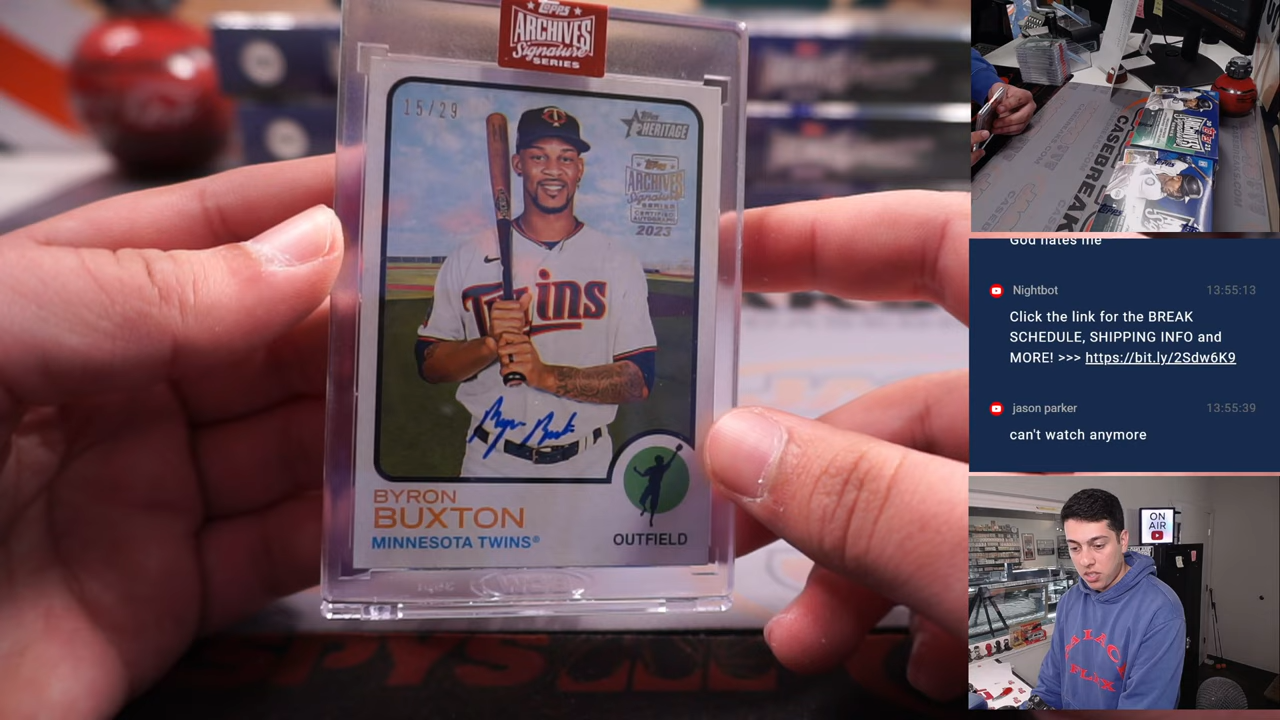 Topps
ARCHIVES
Signature
SERIES
15/29
Topps
HERITAGE
Topps
ARCHIVES
Signature
SERIES
CERTIFIED
AUTOGRAPH
2023
Twins
BYRON
BUXTON
MINNESOTA TWINS®
OUTFIELD
CASEBREAK
God hates me
Nightbot 13:55:13
Click the link for the BREAK
SCHEDULE, SHIPPING INFO and
MORE! >>> https://bit.ly/2Sdw6K9
jason parker 13:55:39
can't watch anymore
ON
AIR